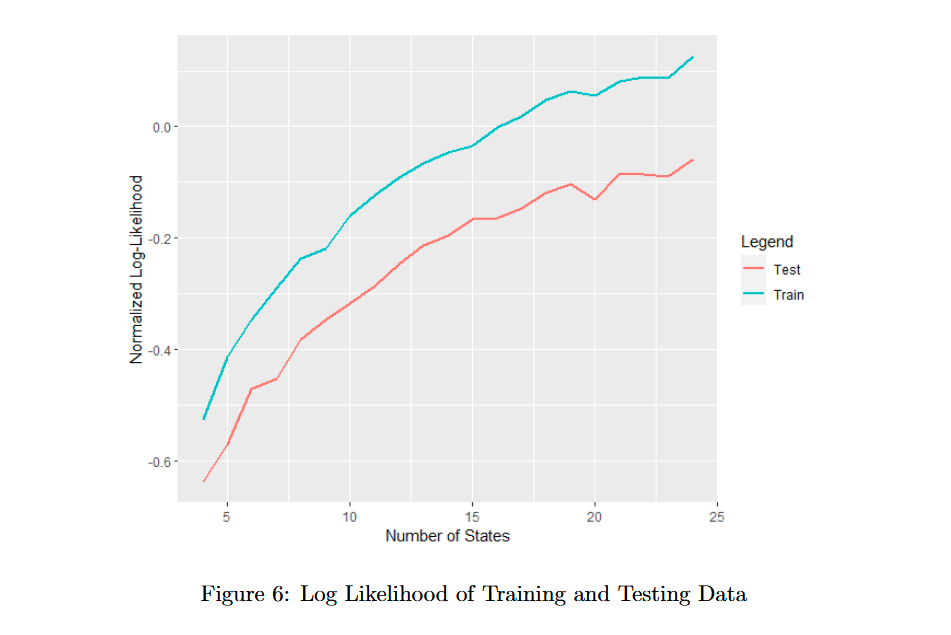 0.0
-0.2
-0.4
-0.6
Normalized Log-Likelihood
5 10 15 20 25
Number of States
Legend
Test
Train
Figure 6: Log Likelihood of Training and Testing Data